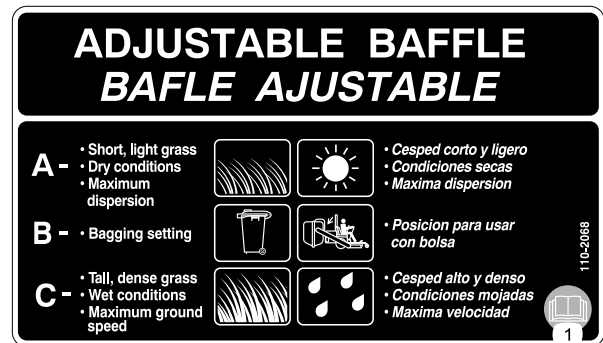 ADJUSTABLE BAFFLE
BAFLE AJUSTABLE
A -
• Short, light grass
• Dry conditions
• Maximum
dispersion
• Cesped corto y ligero
• Condiciones secas
• Maxima dispersion
B -
• Bagging setting
• Posicion para usar
con bolsa
C -
• Tall, dense grass
• Wet conditions
• Maximum ground
speed
• Cesped alto y denso
• Condiciones mojadas
• Maxima velocidad
110-2068
1